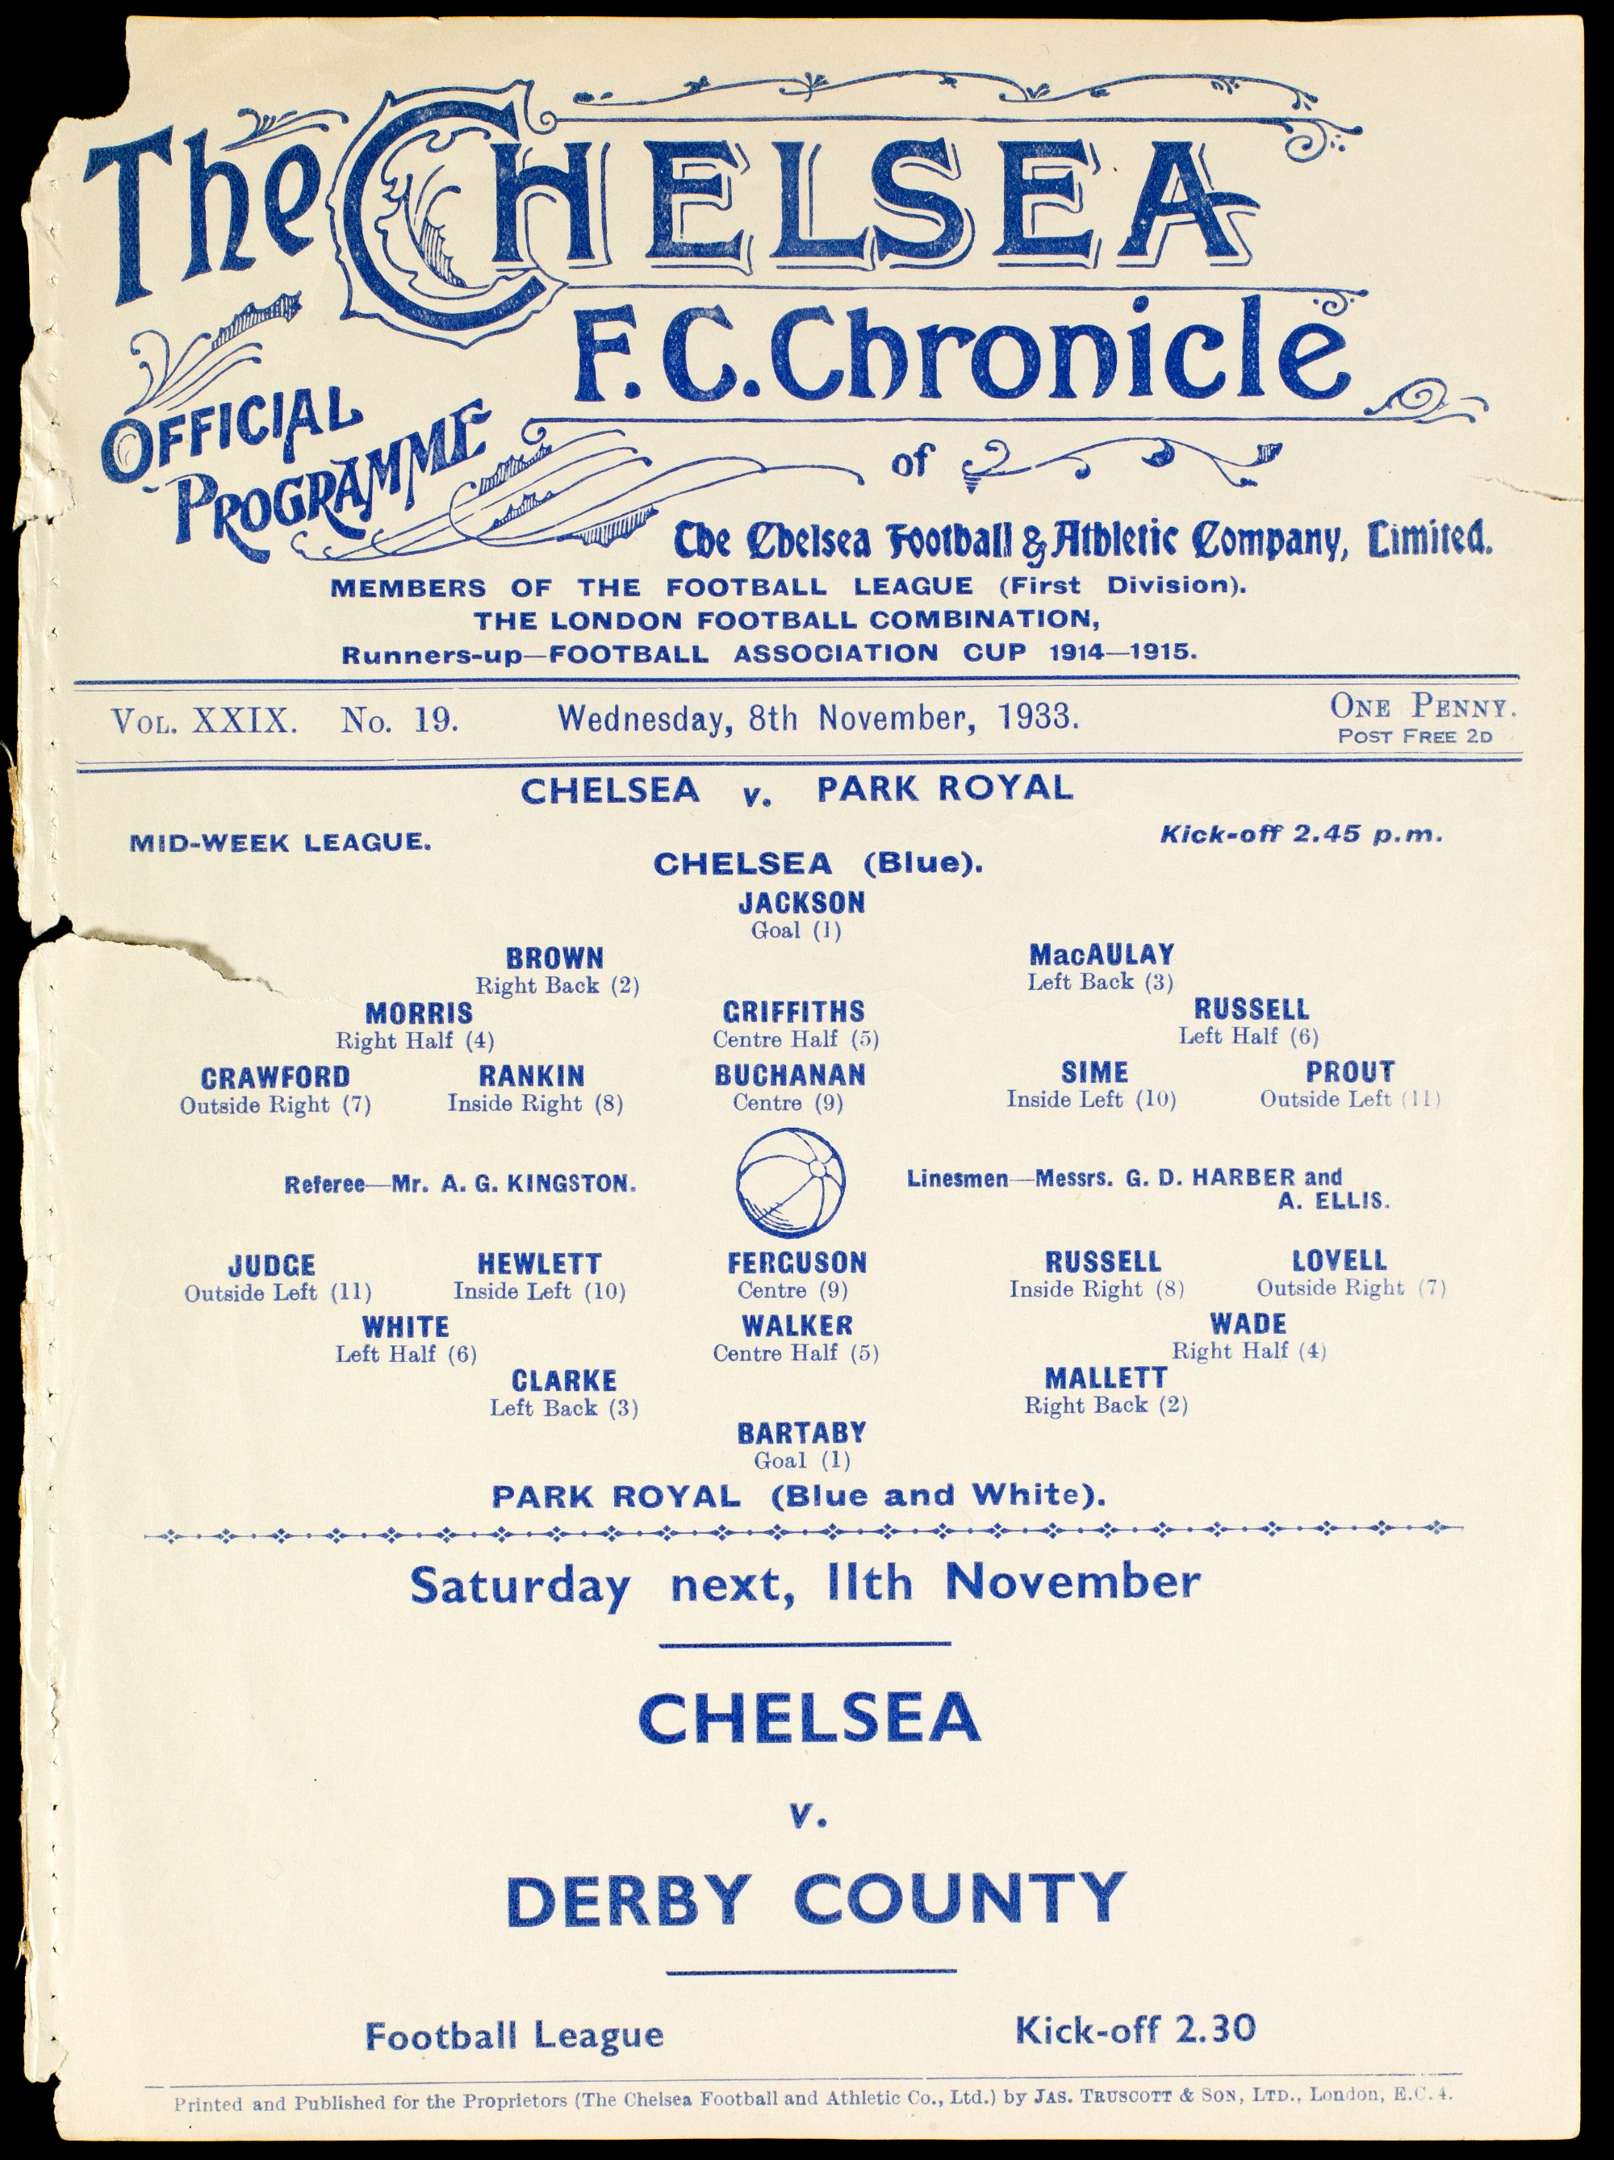 The CHELSEA
F.C. Chronicle
OFFICIAL
PROGRAMME
of
The Chelsea Football & Athletic Company, Limited.
MEMBERS OF THE FOOTBALL LEAGUE (First Division).
THE LONDON FOOTBALL COMBINATION,
Runners-up—FOOTBALL ASSOCIATION CUP 1914—1915.
VOL. XXIX. No. 19. Wednesday, 8th November, 1933. ONE PENNY.
POST FREE 2D
CHELSEA v. PARK ROYAL
MID-WEEK LEAGUE. Kick-off 2.45 p.m.
CHELSEA (Blue).
JACKSON
Goal (1)
BROWN MacAULAY
Right Back (2) Left Back (3)
MORRIS GRIFFITHS RUSSELL
Right Half (4) Centre Half (5) Left Half (6)
CRAWFORD RANKIN BUCHANAN SIME PROUT
Outside Right (7) Inside Right (8) Centre (9) Inside Left (10) Outside Left (11)
Referee—Mr. A. G. KINGSTON. Linesmen—Messrs. G. D. HARBER and
A. ELLIS.
JUDGE HEWLETT FERGUSON RUSSELL LOVELL
Outside Left (11) Inside Left (10) Centre (9) Inside Right (8) Outside Right (7)
WHITE WALKER WADE
Left Half (6) Centre Half (5) Right Half (4)
CLARKE MALLETT
Left Back (3) Right Back (2)
BARTABY
Goal (1)
PARK ROYAL (Blue and White).
Saturday next, 11th November
CHELSEA
v.
DERBY COUNTY
Football League Kick-off 2.30
Printed and Published for the Proprietors (The Chelsea Football and Athletic Co., Ltd.) by JAS. TRUSCOTT & SON, LTD., London, E.C. 4.